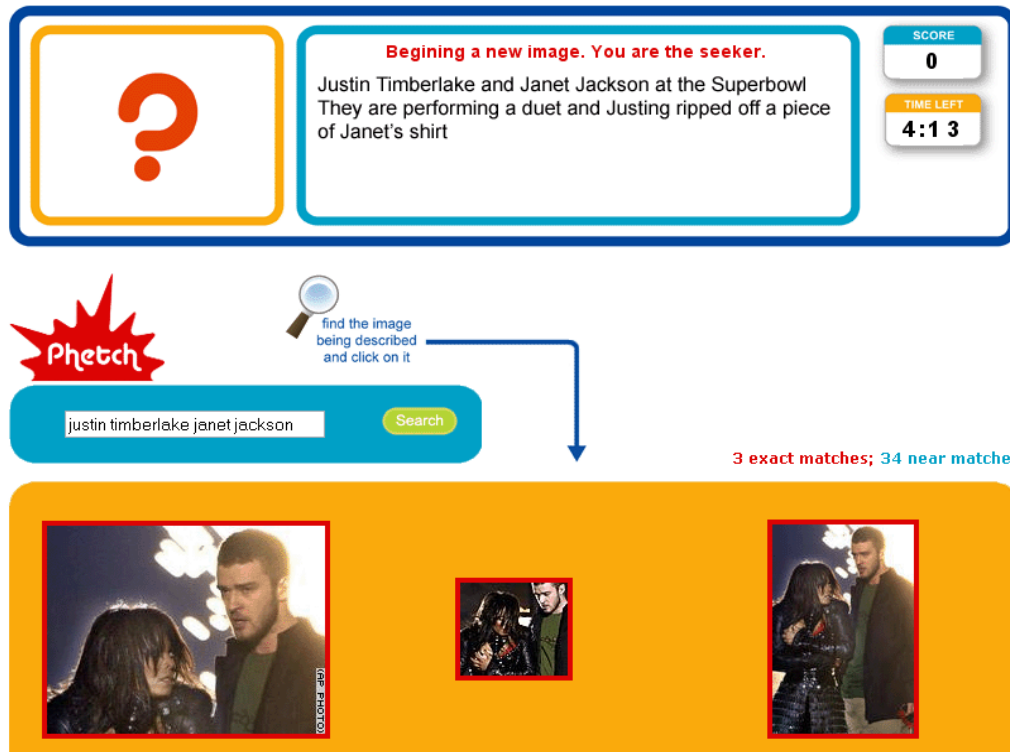 Begining a new image. You are the seeker.
Justin Timberlake and Janet Jackson at the Superbowl
They are performing a duet and Justing ripped off a piece
of Janet's shirt
SCORE
0
TIME LEFT
4:13
?
Phetch
find the image
being described
and click on it
justin timberlake janet jackson
Search
3 exact matches; 34 near matche
(AP PHOTO)